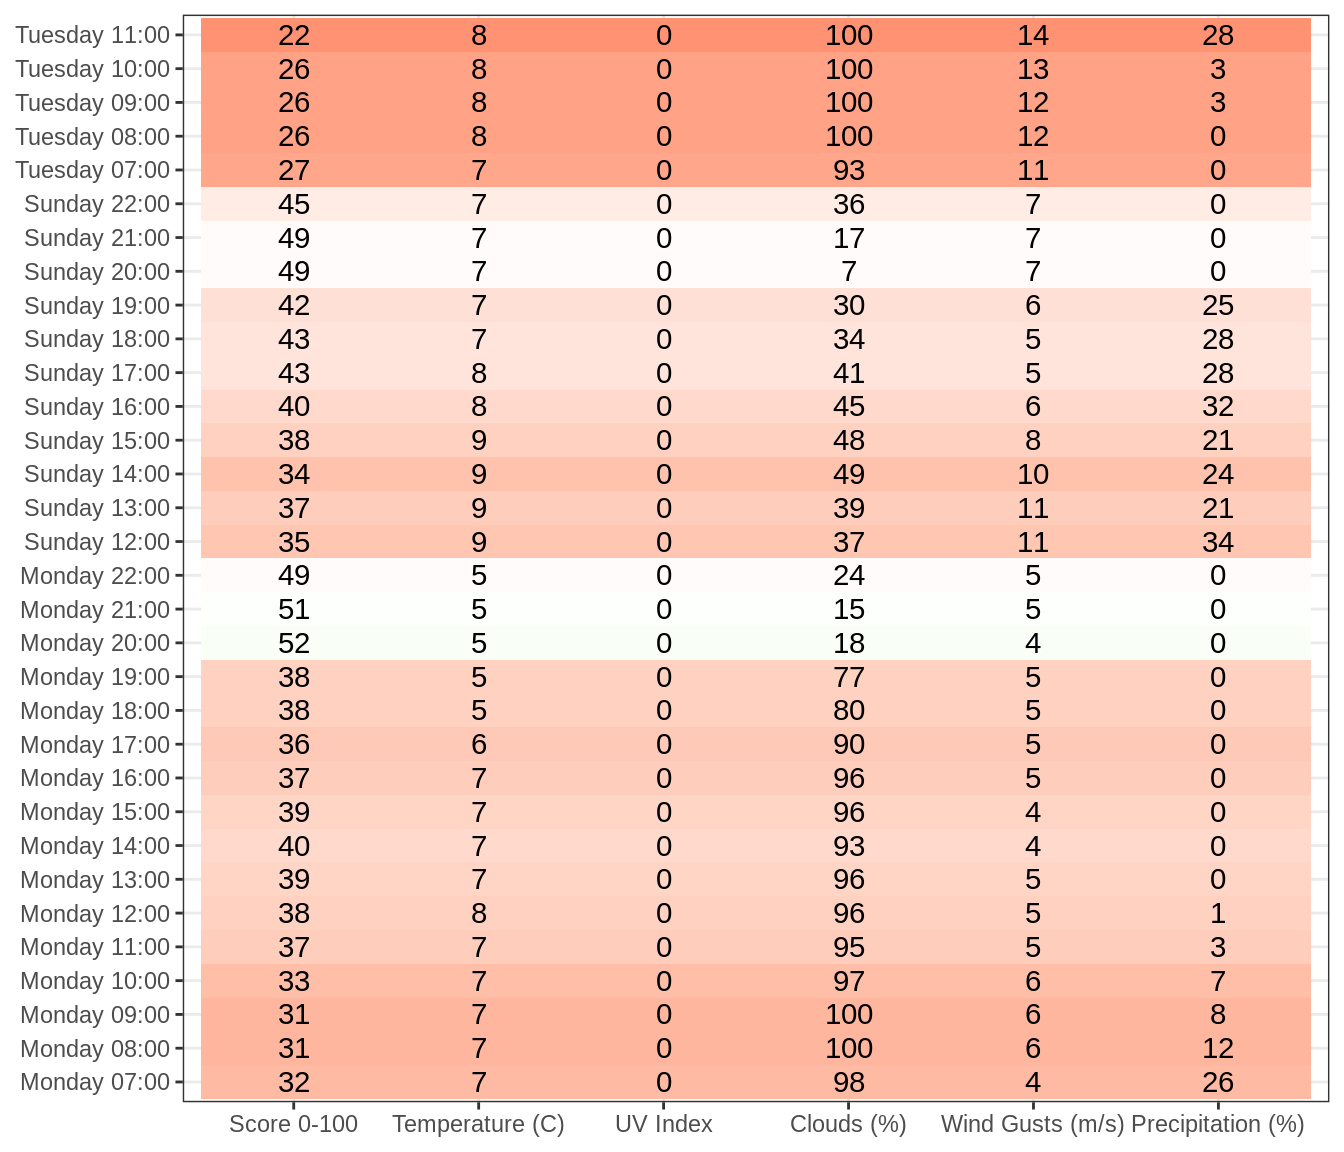 Tuesday 11:00 22 8 0 100 14 28
Tuesday 10:00 26 8 0 100 13 3
Tuesday 09:00 26 8 0 100 12 3
Tuesday 08:00 26 8 0 100 12 0
Tuesday 07:00 27 7 0 93 11 0
Sunday 22:00 45 7 0 36 7 0
Sunday 21:00 49 7 0 17 7 0
Sunday 20:00 49 7 0 7 7 0
Sunday 19:00 42 7 0 30 6 25
Sunday 18:00 43 7 0 34 5 28
Sunday 17:00 43 8 0 41 5 28
Sunday 16:00 40 8 0 45 6 32
Sunday 15:00 38 9 0 48 8 21
Sunday 14:00 34 9 0 49 10 24
Sunday 13:00 37 9 0 39 11 21
Sunday 12:00 35 9 0 37 11 34
Monday 22:00 49 5 0 24 5 0
Monday 21:00 51 5 0 15 5 0
Monday 20:00 52 5 0 18 4 0
Monday 19:00 38 5 0 77 5 0
Monday 18:00 38 5 0 80 5 0
Monday 17:00 36 6 0 90 5 0
Monday 16:00 37 7 0 96 5 0
Monday 15:00 39 7 0 96 4 0
Monday 14:00 40 7 0 93 4 0
Monday 13:00 39 7 0 96 5 0
Monday 12:00 38 8 0 96 5 1
Monday 11:00 37 7 0 95 5 3
Monday 10:00 33 7 0 97 6 7
Monday 09:00 31 7 0 100 6 8
Monday 08:00 31 7 0 100 6 12
Monday 07:00 32 7 0 98 4 26
Score 0-100 Temperature (C) UV Index Clouds (%) Wind Gusts (m/s) Precipitation (%)